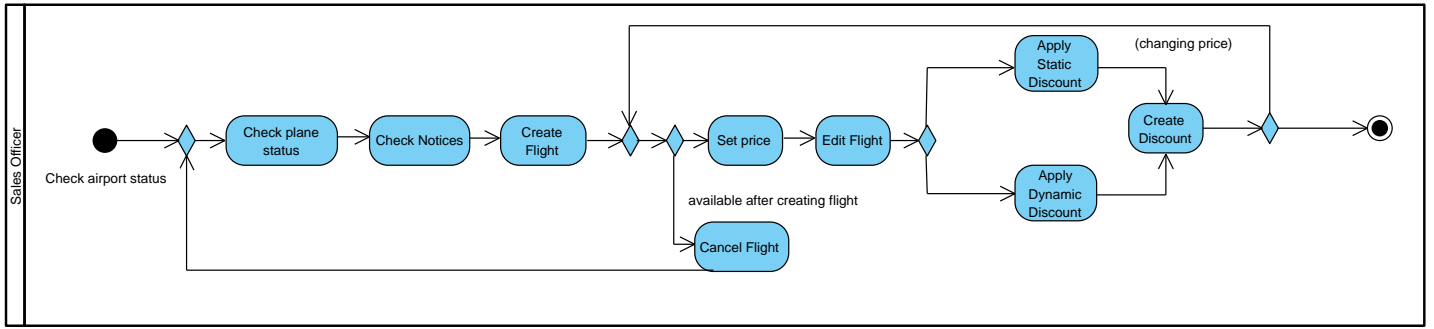 Sales Officer
Check airport status
Check plane
status
Check Notices
Create
Flight
Set price
Edit Flight
available after creating flight
Cancel Flight
Apply
Static
Discount
Apply
Dynamic
Discount
(changing price)
Create
Discount